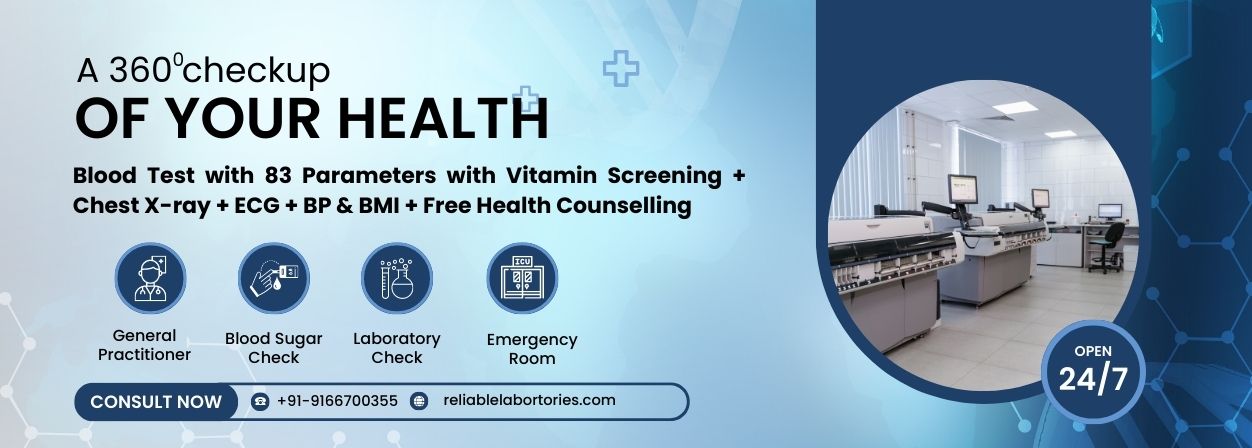 A 360⁰checkup
OF YOUR HEALTH
Blood Test with 83 Parameters with Vitamin Screening +
Chest X-ray + ECG + BP & BMI + Free Health Counselling
ICU
General
Practitioner
Blood Sugar
Check
Laboratory
Check
Emergency
Room
CONSULT NOW
+91-9166700355
reliablelabortories.com
OPEN
24/7